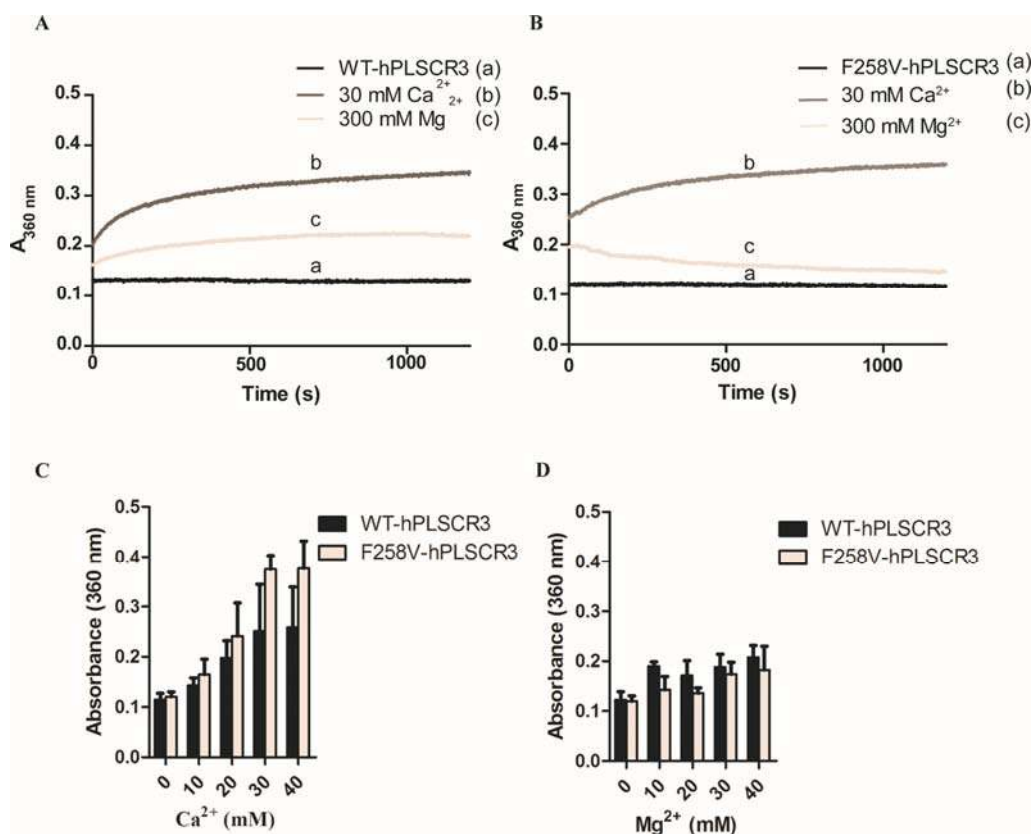 A
WT-hPLSCR3 (a)
30 mM Ca2+ 2+ (b)
300 mM Mg (c)
0.5
0.4
0.3
0.2
0.1
0.0
A360 nm
b
c
a
0 500 1000
Time (s)
B
F258V-hPLSCR3 (a)
30 mM Ca²⁺ (b)
300 mM Mg²⁺ (c)
0.5
0.4
0.3
0.2
0.1
0.0
A360 nm
b
c
a
0 500 1000
Time (s)
C
WT-hPLSCR3
F258V-hPLSCR3
0.5
0.4
0.3
0.2
0.1
0.0
Absorbance (360 nm)
0 10 20 30 40
Ca²⁺ (mM)
D
WT-hPLSCR3
F258V-hPLSCR3
0.5
0.4
0.3
0.2
0.1
0.0
Absorbance (360 nm)
0 10 20 30 40
Mg²⁺ (mM)